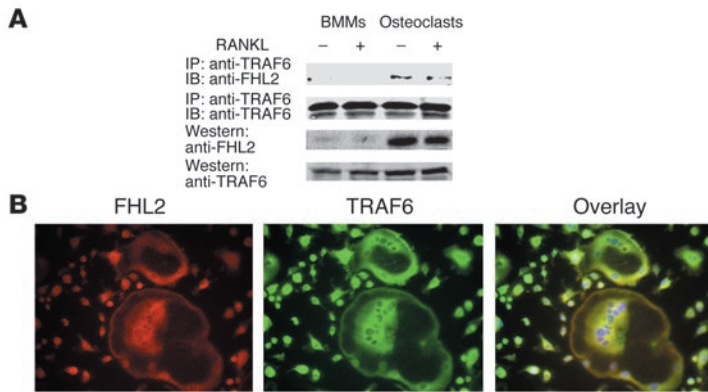 A
BMMs Osteoclasts
RANKL – + – +
IP: anti-TRAF6
IB: anti-FHL2
IP: anti-TRAF6
IB: anti-TRAF6
Western:
anti-FHL2
Western:
anti-TRAF6
B
FHL2 TRAF6 Overlay